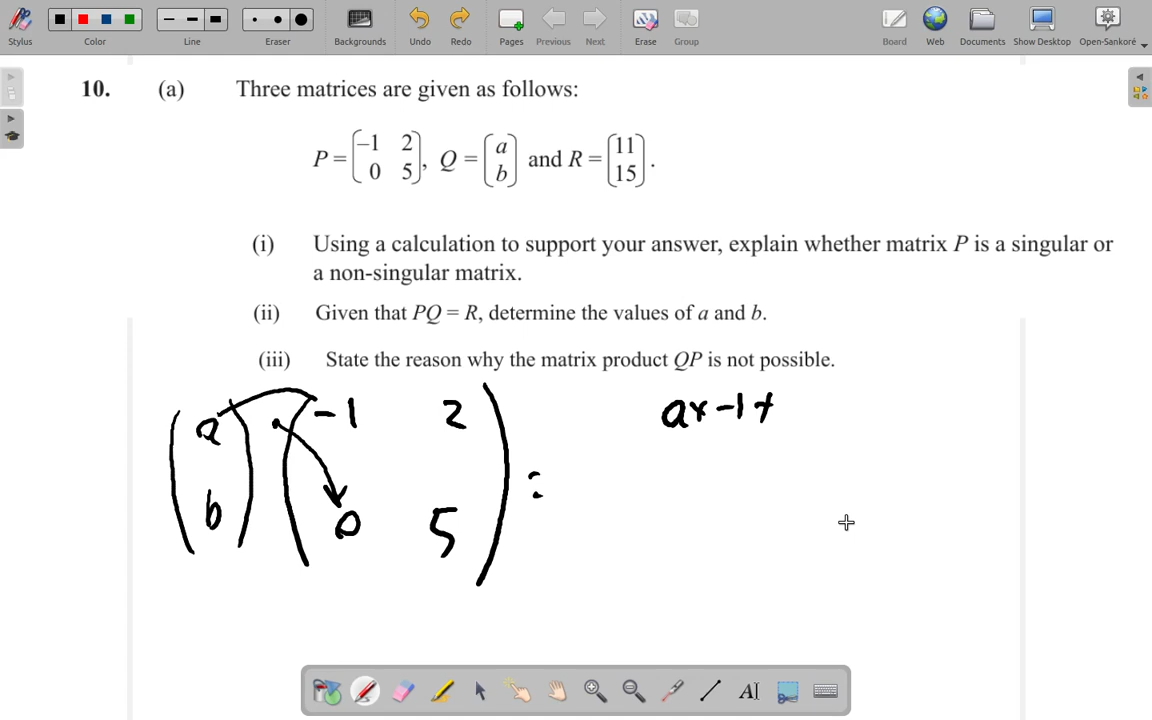 Stylus Color Line Eraser Backgrounds Undo Redo Pages Previous Next Erase Group Board Web Documents Show Desktop Open-Sankoré
10. (a) Three matrices are given as follows:
P = (-1 2 0 5), Q = (a b) and R = (11 15).
(i) Using a calculation to support your answer, explain whether matrix P is a singular or
a non-singular matrix.
(ii) Given that PQ = R, determine the values of a and b.
(iii) State the reason why the matrix product QP is not possible.
(a (-1 2) = ax-1+
b) (0 5)